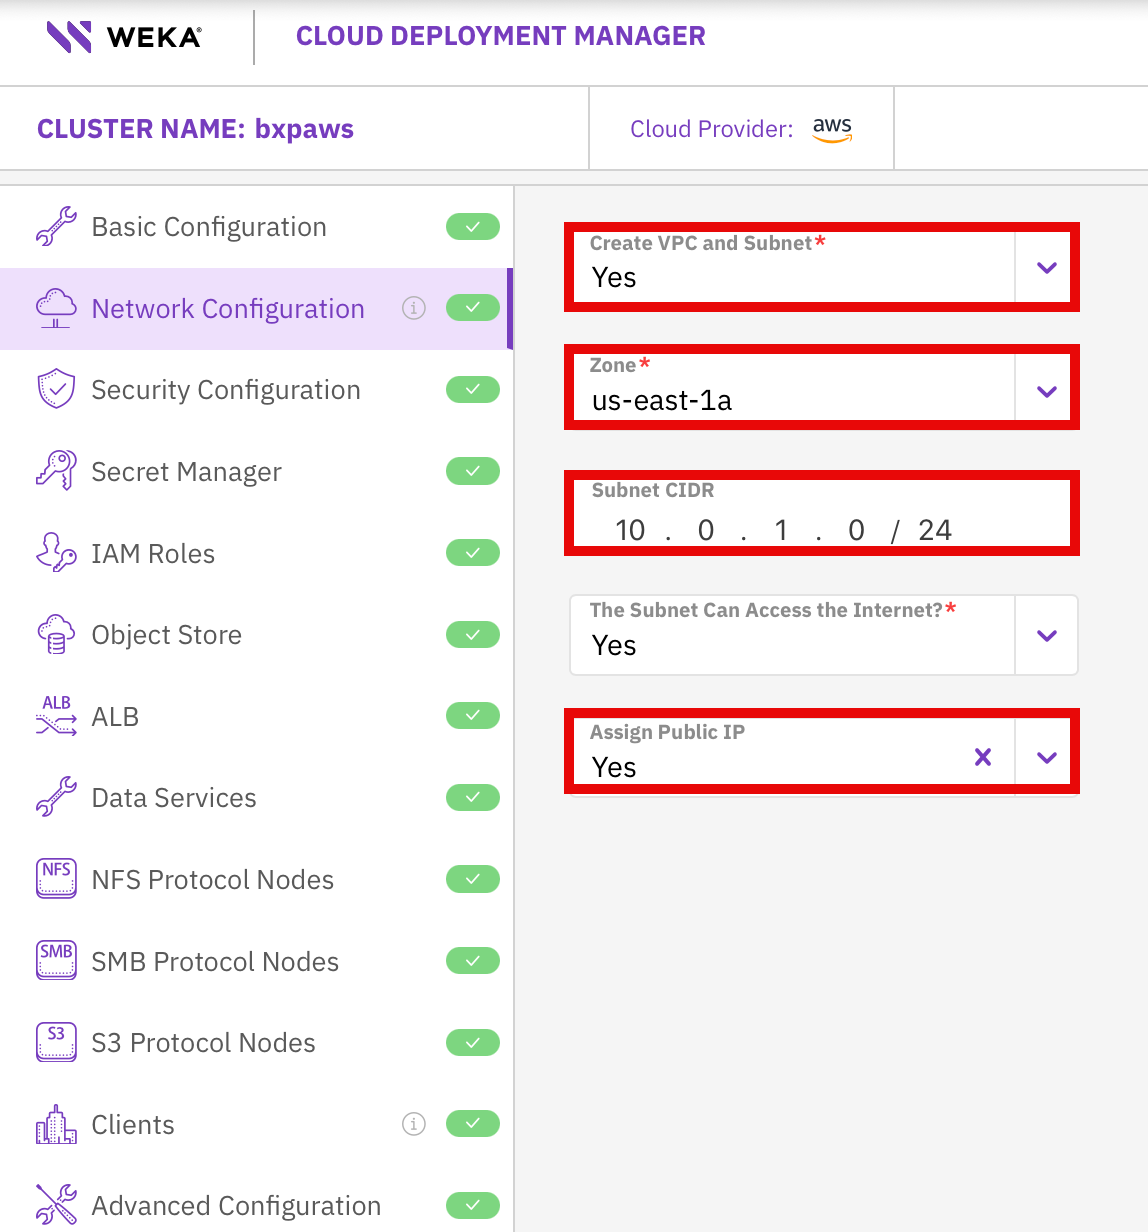 WEKA®
CLOUD DEPLOYMENT MANAGER
CLUSTER NAME: bxpaws
Cloud Provider: aws
Basic Configuration
Network Configuration
Security Configuration
Secret Manager
IAM Roles
Object Store
ALB ALB
Data Services
NFS NFS Protocol Nodes
SMB SMB Protocol Nodes
S3 S3 Protocol Nodes
Clients
Advanced Configuration
Create VPC and Subnet*
Yes
Zone*
us-east-1a
Subnet CIDR
10 . 0 . 1 . 0 / 24
The Subnet Can Access the Internet?*
Yes
Assign Public IP
Yes